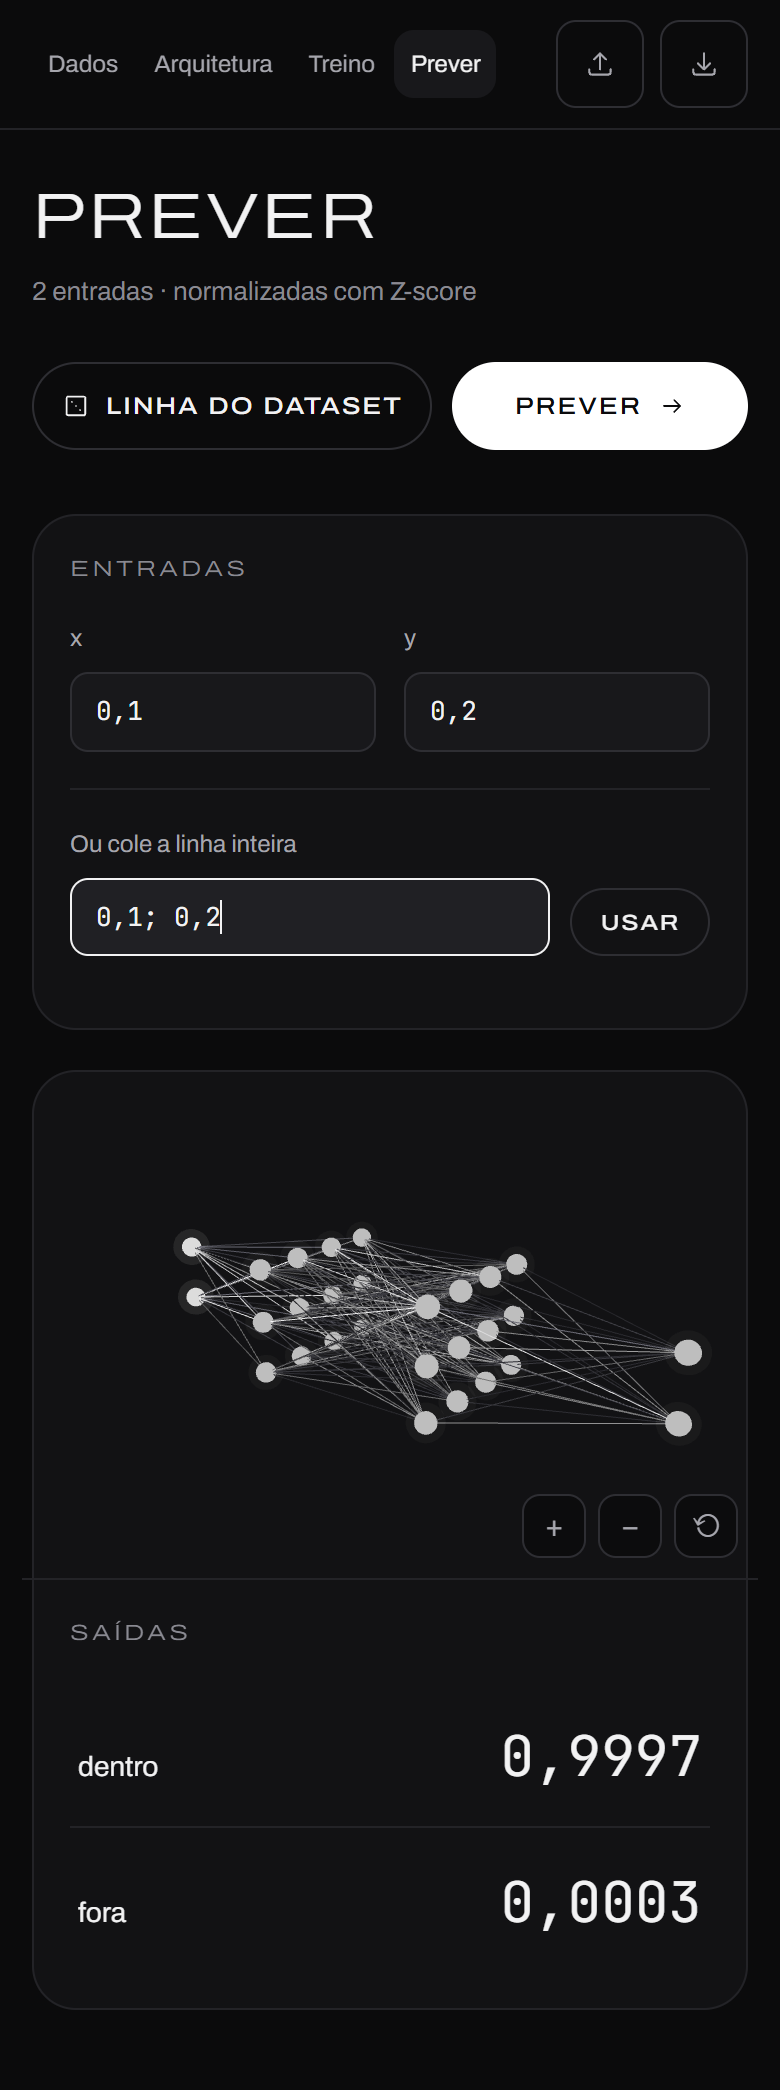 Dados Arquitetura Treino Prever
PREVER
2 entradas · normalizadas com Z-score
LINHA DO DATASET PREVER →
ENTRADAS
x y
0,1 0,2
Ou cole a linha inteira
0,1; 0,2 USAR
+ −
SAÍDAS
dentro 0,9997
fora 0,0003